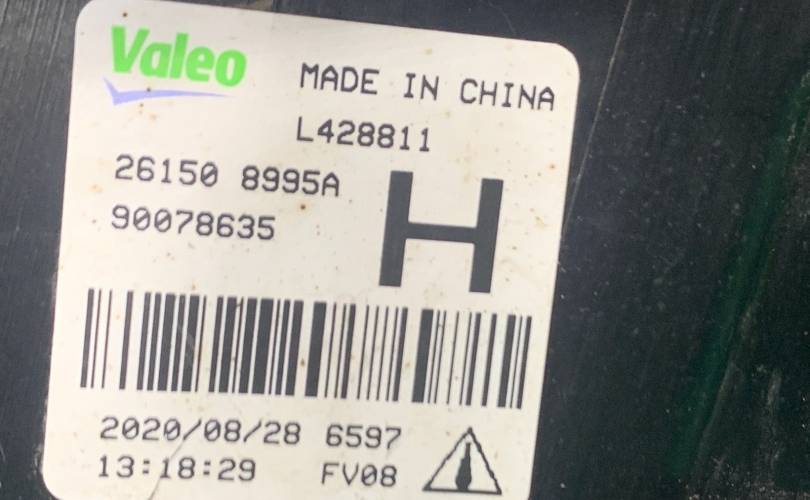 Valeo MADE IN CHINA
L428811
26150 8995A
90078635
H
2020/08/28 6597
13:18:29 FV08